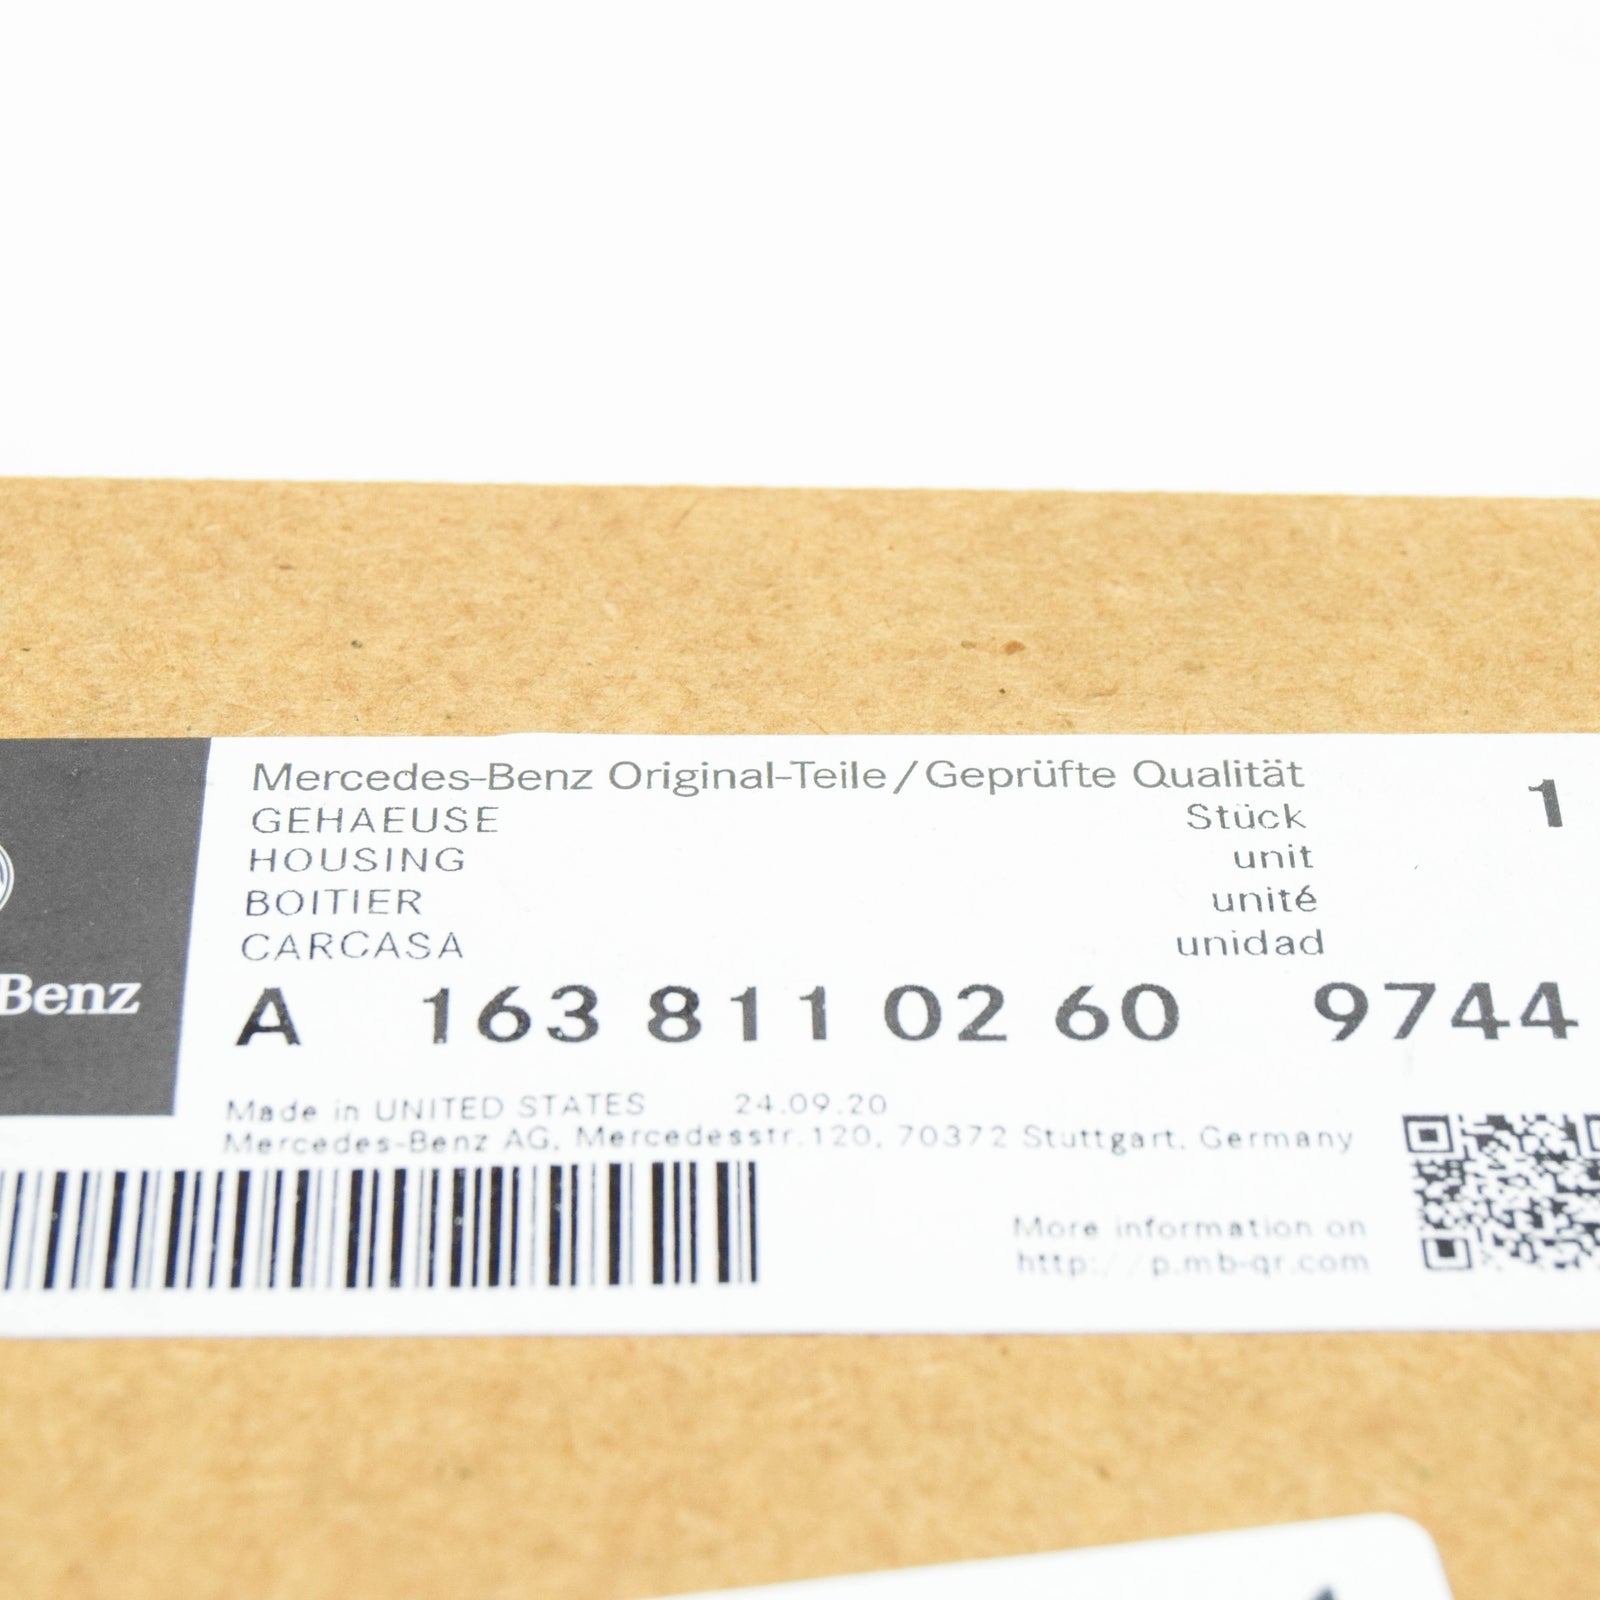 Mercedes-Benz Original-Teile/Geprüfte Qualität
GEHAEUSE Stück 1
HOUSING unit
BOITIER unité
CARCASA unidad
Benz
A 163 811 02 60 9744
Made in UNITED STATES 24.09.20
Mercedes-Benz AG, Mercedesstr.120, 70372 Stuttgart, Germany
More information on
http://p.mb-qr.com